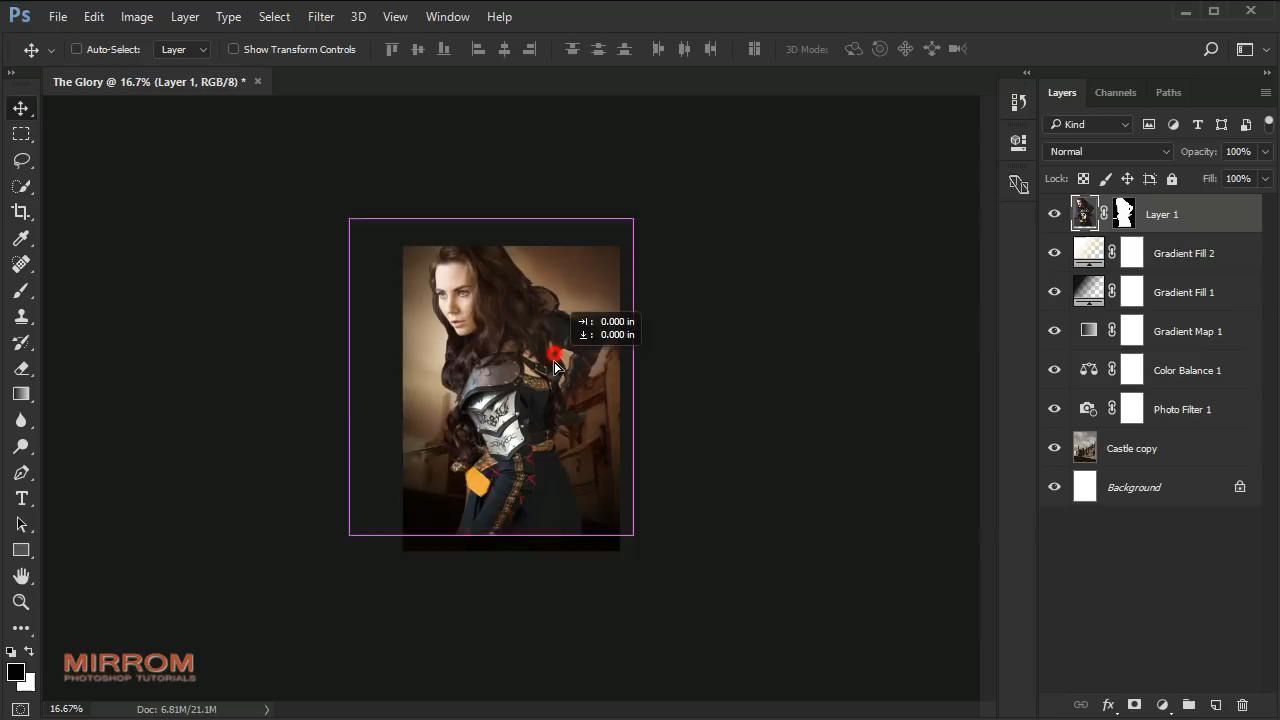 Ps File Edit Image Layer Type Select Filter 3D View Window Help
Auto-Select: Layer Show Transform Controls 3D Mode:
The Glory @ 16.7% (Layer 1, RGB/8) *
Layers Channels Paths
Kind
Normal Opacity: 100%
Lock: Fill: 100%
Layer 1
Gradient Fill 2
Gradient Fill 1
0.000 in
0.000 in
Gradient Map 1
Color Balance 1
Photo Filter 1
Castle copy
Background
MIRROM
PHOTOSHOP TUTORIALS
16.67% Doc: 6.81M/21.1M